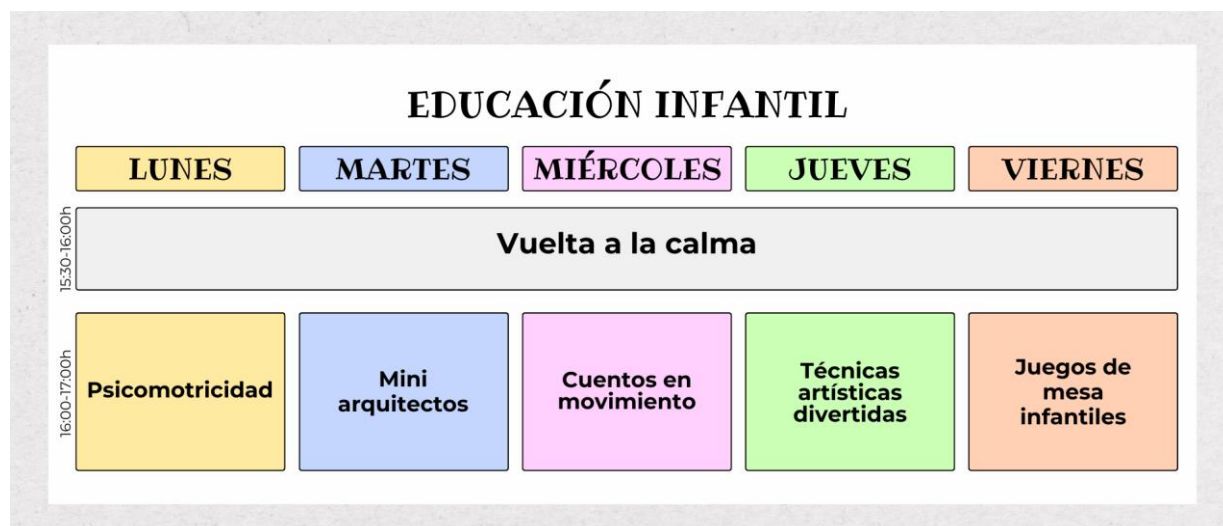 EDUCACIÓN INFANTIL
LUNES
MARTES
MIÉRCOLES
JUEVES
VIERNES
15:30-16:00h
Vuelta a la calma
16:00-17:00h
Psicomotricidad
Mini
arquitectos
Cuentos en
movimiento
Técnicas
artísticas
divertidas
Juegos de
mesa
infantiles